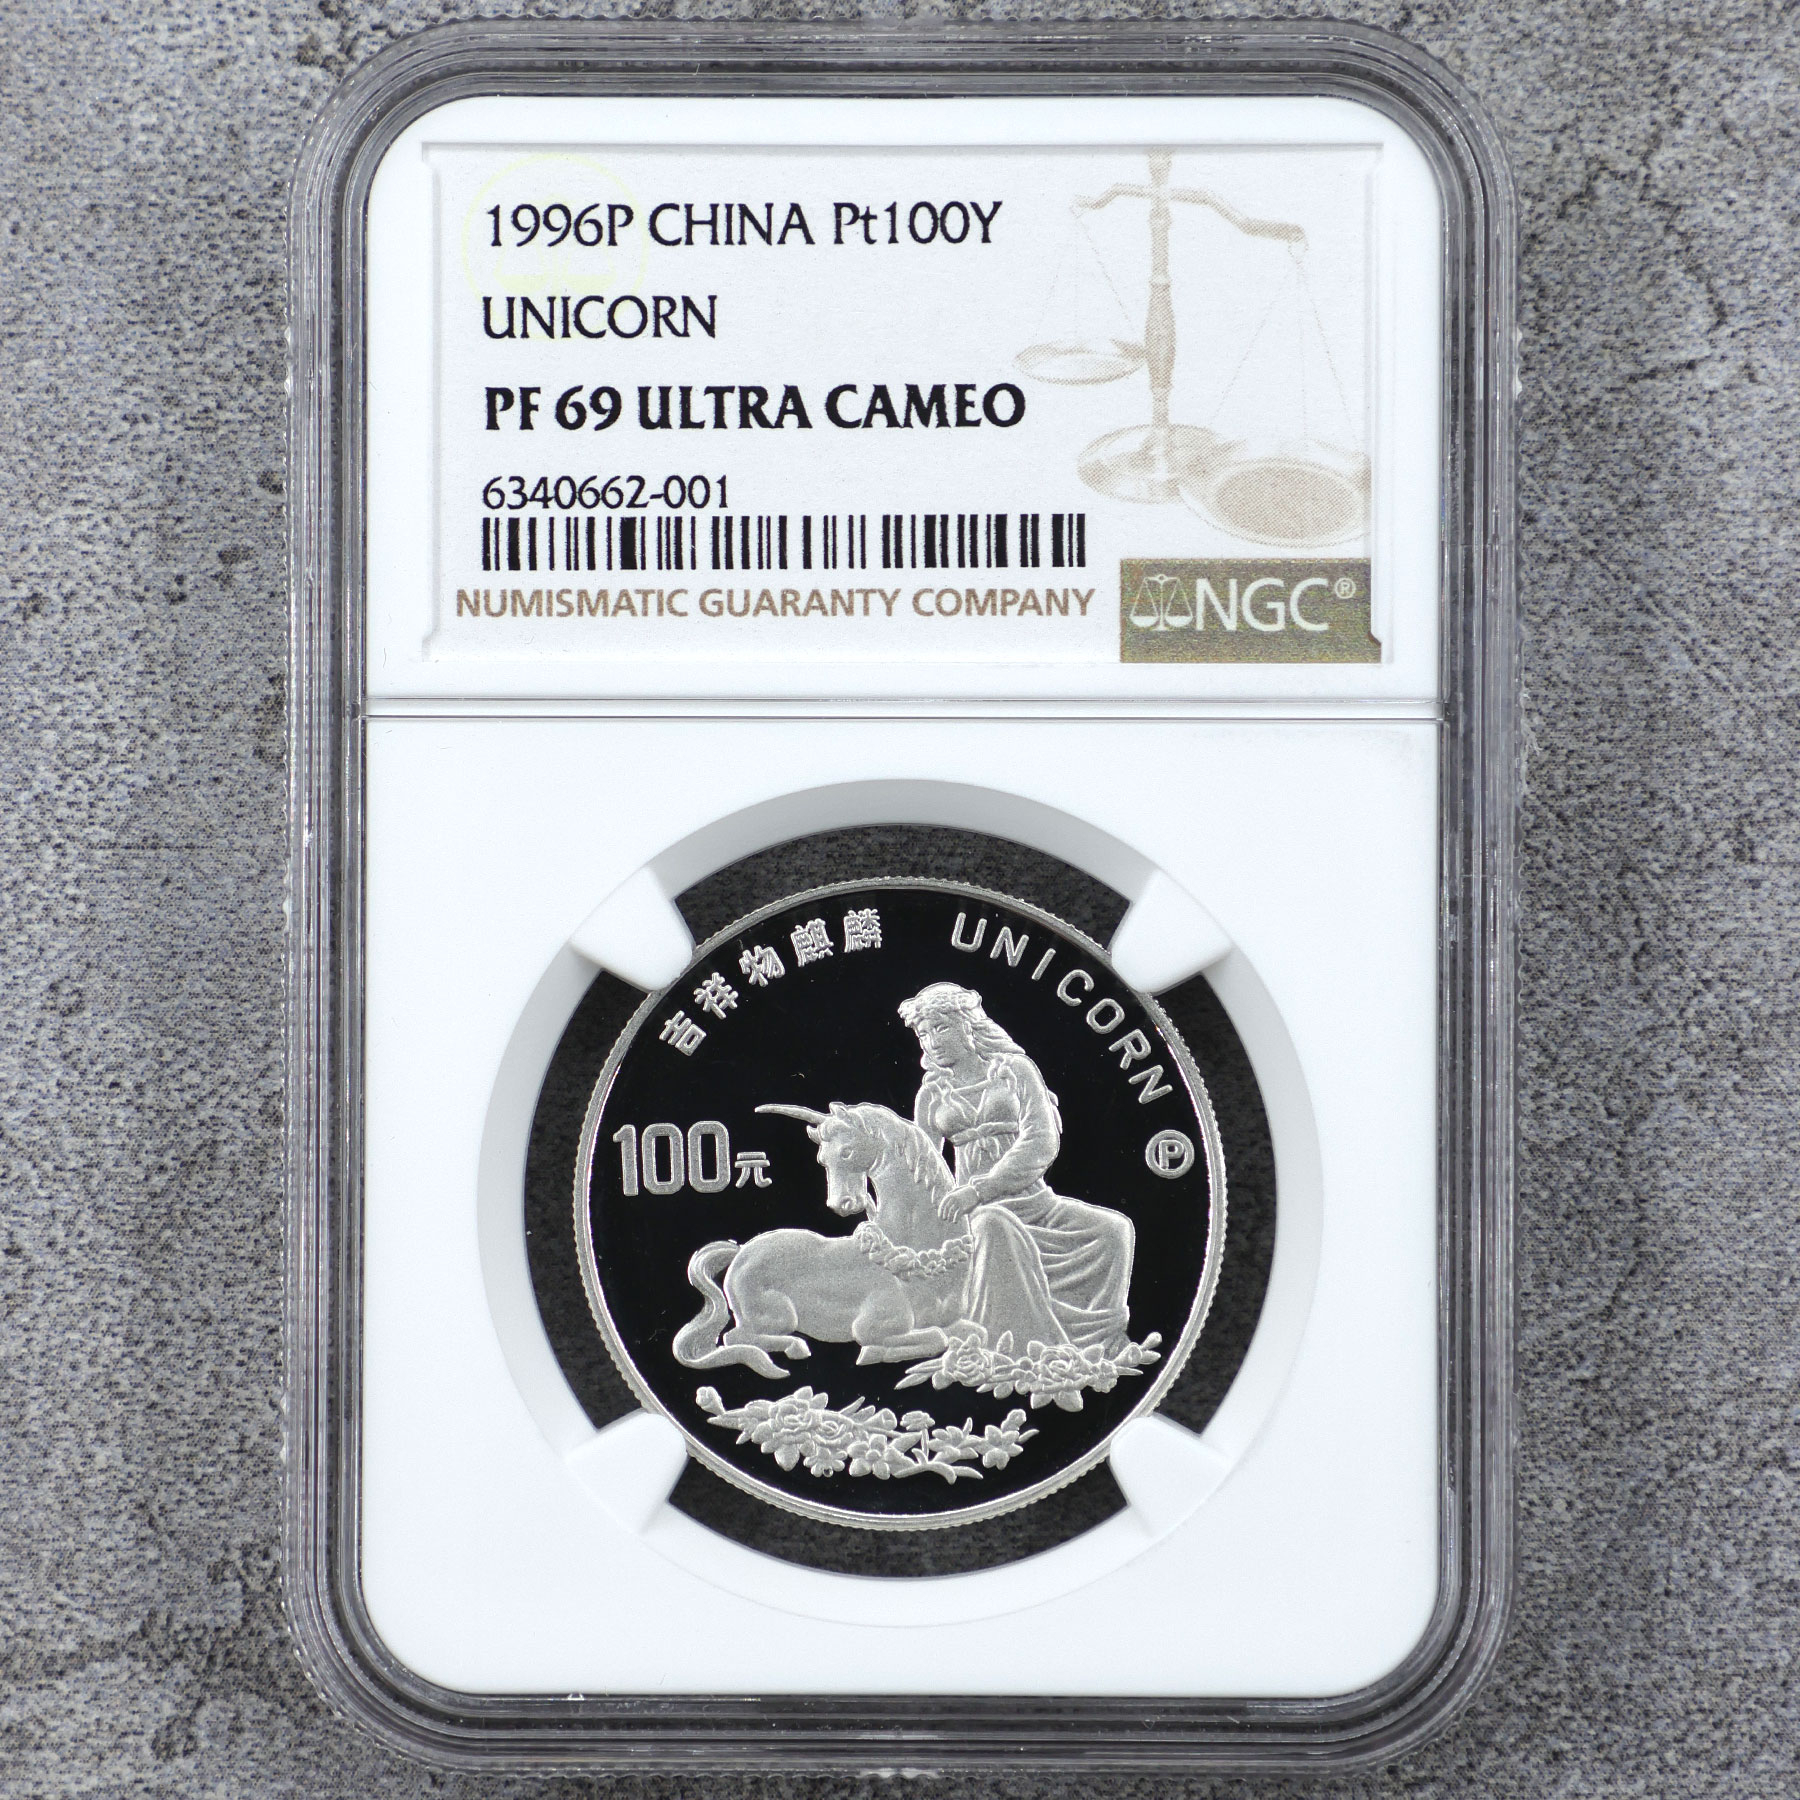 1996P CHINA Pt100Y
UNICORN
PF 69 ULTRA CAMEO
6340662-001
NUMISMATIC GUARANTY COMPANY
NGC®
吉祥物麒麟
UNICORN
100元
P